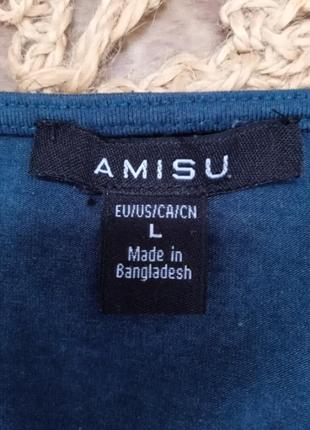 AMISU
EU/US/CA/CN
L
Made in
Bangladesh